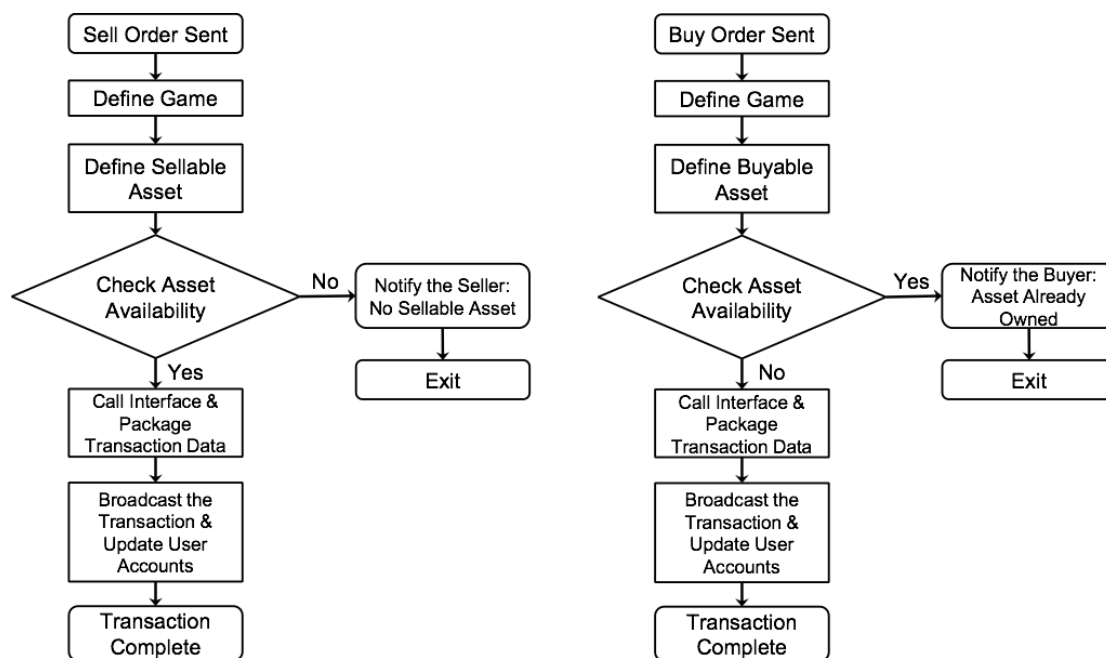 Sell Order Sent
Define Game
Define Sellable
Asset
Check Asset
Availability
No
Notify the Seller:
No Sellable Asset
Exit
Yes
Call Interface &
Package
Transaction Data
Broadcast the
Transaction &
Update User
Accounts
Transaction
Complete
Buy Order Sent
Define Game
Define Buyable
Asset
Check Asset
Availability
Yes
Notify the Buyer:
Asset Already
Owned
Exit
No
Call Interface &
Package
Transaction Data
Broadcast the
Transaction &
Update User
Accounts
Transaction
Complete